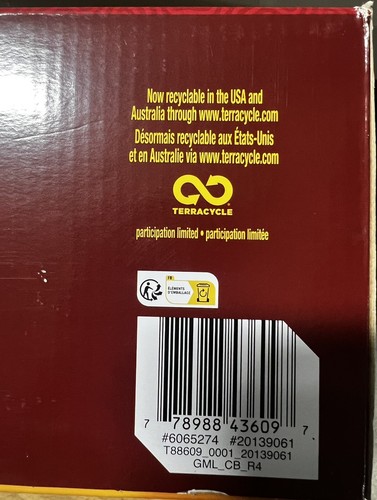 Now recyclable in the USA and
Australia through www.terracycle.com
Désormais recyclable aux États-Unis
et en Australie via www.terracycle.com
TERRACYCLE
participation limited • participation limitée
FR
ÉLÉMENTS
D'EMBALLAGE
7 78988 43609 7
#6065274 #20139061
T88609_0001_20139061
GML_CB_R4